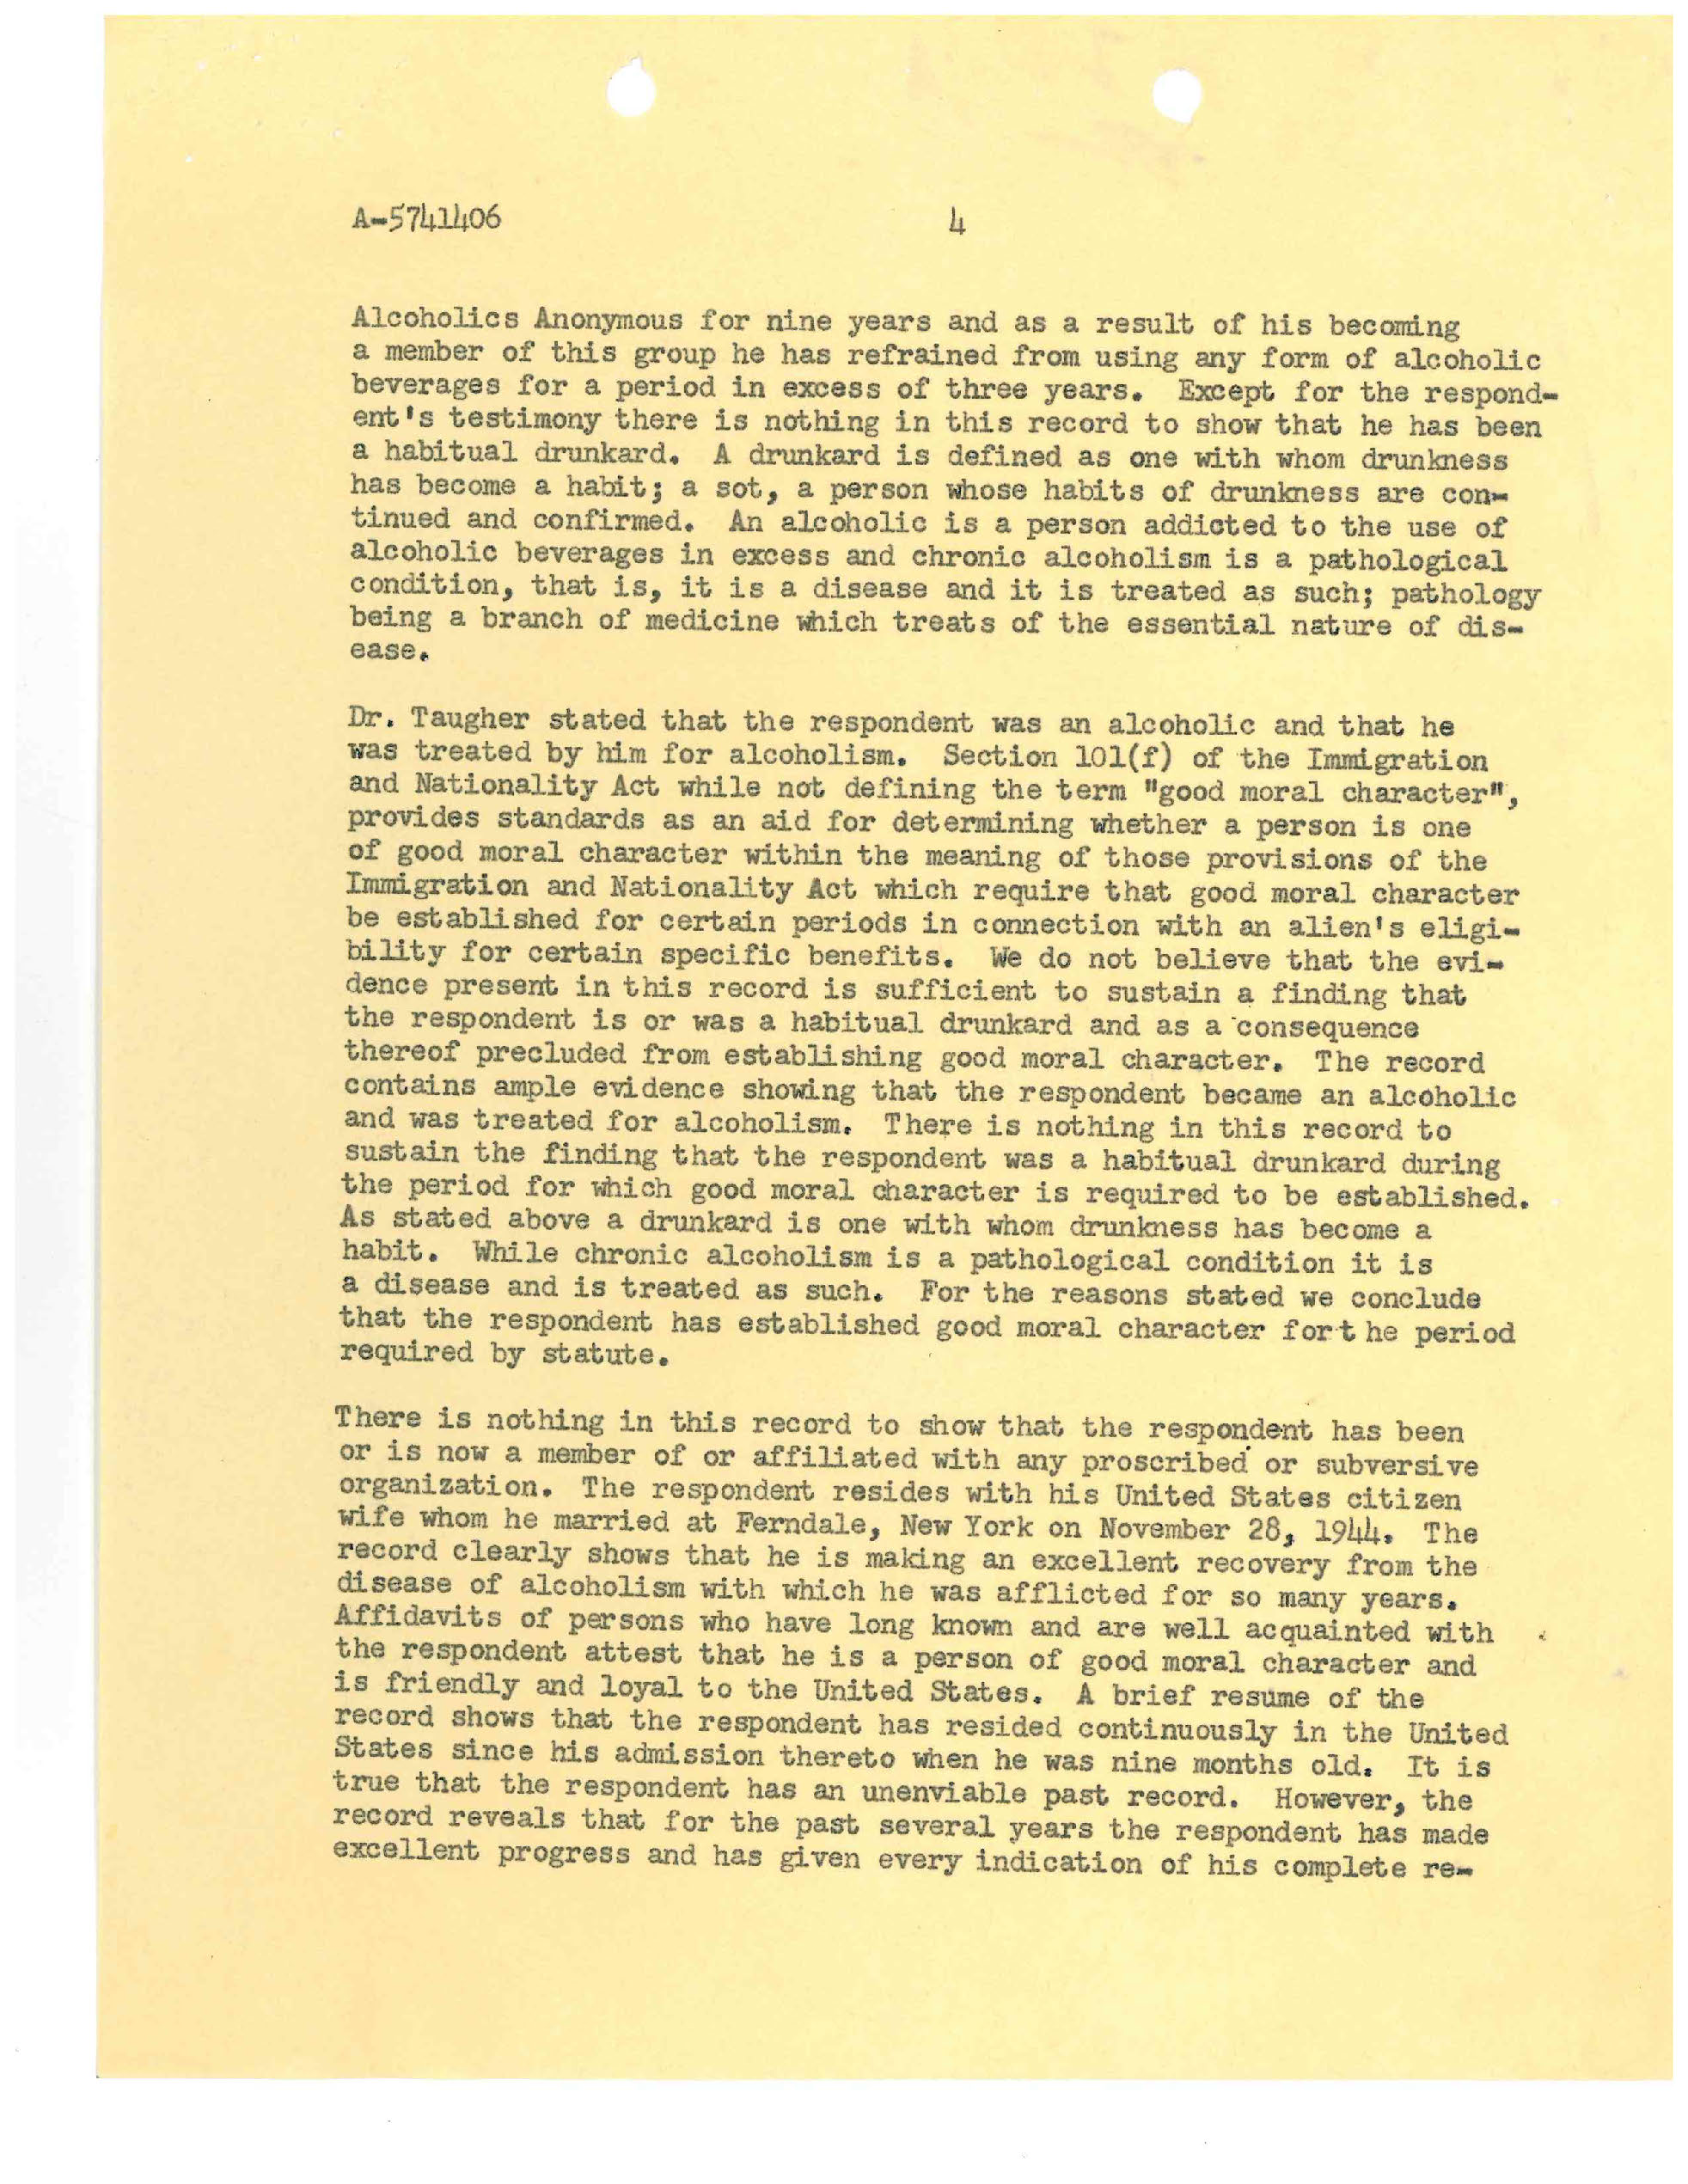 A-5741406 4
Alcoholics Anonymous for nine years and as a result of his becoming
a member of this group he has refrained from using any form of alcoholic
beverages for a period in excess of three years. Except for the respond-
ent's testimony there is nothing in this record to show that he has been
a habitual drunkard. A drunkard is defined as one with whom drunkness
has become a habit; a sot, a person whose habits of drunkness are con-
tinued and confirmed. An alcoholic is a person addicted to the use of
alcoholic beverages in excess and chronic alcoholism is a pathological
condition, that is, it is a disease and it is treated as such; pathology
being a branch of medicine which treats of the essential nature of dis-
ease.
Dr. Taugher stated that the respondent was an alcoholic and that he
was treated by him for alcoholism. Section 101(f) of the Immigration
and Nationality Act while not defining the term "good moral character",
provides standards as an aid for determining whether a person is one
of good moral character within the meaning of those provisions of the
Immigration and Nationality Act which require that good moral character
be established for certain periods in connection with an alien's eligi-
bility for certain specific benefits. We do not believe that the evi-
dence present in this record is sufficient to sustain a finding that
the respondent is or was a habitual drunkard and as a consequence
thereof precluded from establishing good moral character. The record
contains ample evidence showing that the respondent became an alcoholic
and was treated for alcoholism. There is nothing in this record to
sustain the finding that the respondent was a habitual drunkard during
the period for which good moral character is required to be established.
As stated above a drunkard is one with whom drunkness has become a
habit. While chronic alcoholism is a pathological condition it is
a disease and is treated as such. For the reasons stated we conclude
that the respondent has established good moral character fort he period
required by statute.
There is nothing in this record to show that the respondent has been
or is now a member of or affiliated with any proscribed or subversive
organization. The respondent resides with his United States citizen
wife whom he married at Ferndale, New York on November 28, 1944. The
record clearly shows that he is making an excellent recovery from the
disease of alcoholism with which he was afflicted for so many years.
Affidavits of persons who have long known and are well acquainted with
the respondent attest that he is a person of good moral character and
is friendly and loyal to the United States. A brief resume of the
record shows that the respondent has resided continuously in the United
States since his admission thereto when he was nine months old. It is
true that the respondent has an unenviable past record. However, the
record reveals that for the past several years the respondent has made
excellent progress and has given every indication of his complete re-